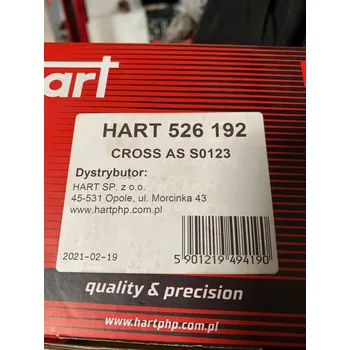 art
HART 526 192
CROSS AS S0123
Dystrybutor:
HART SP. z o.o.
45-531 Opole, ul. Morcinka 43
www.hartphp.com.pl
2021-02-19
5 901219 494190
quality & precision
www.hartphp.com.pl